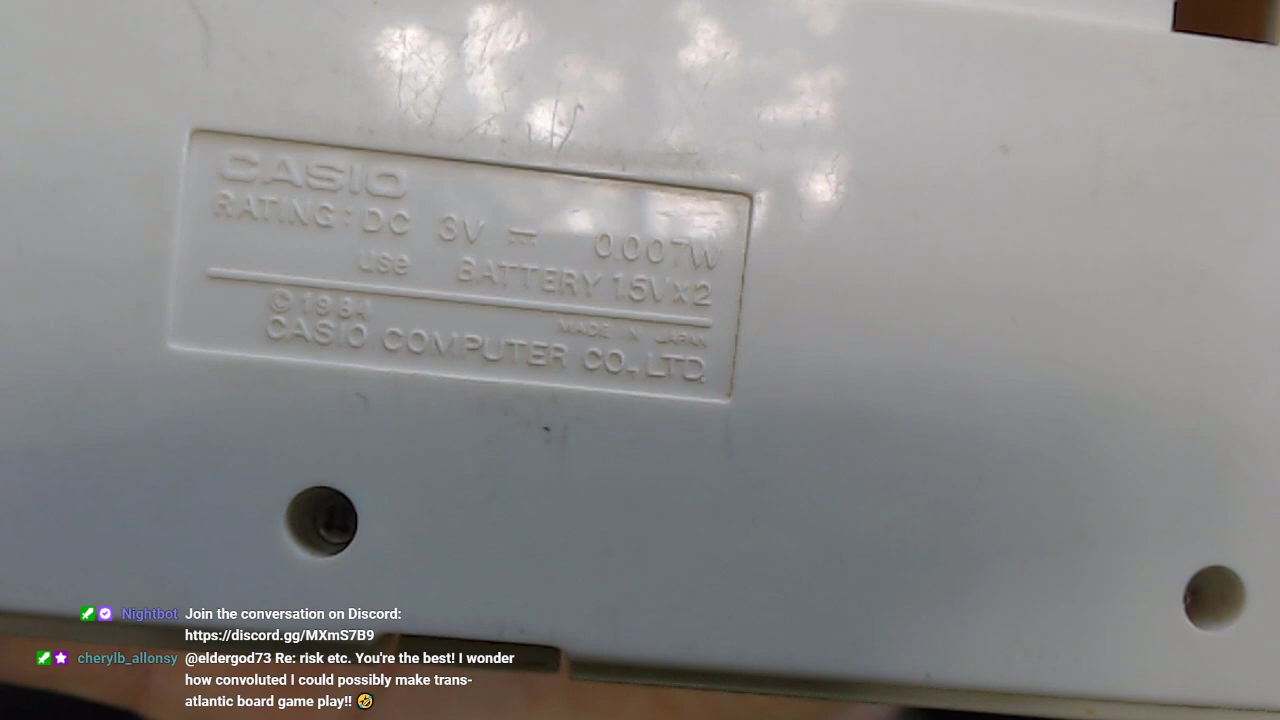 CASIO
RATING : DC 3V ⎓ 0.007W
use BATTERY 1.5V×2
©1984 MADE IN JAPAN
CASIO COMPUTER CO., LTD.
Nightbot Join the conversation on Discord:
https://discord.gg/MXmS7B9
cherylb_allonsy @eldergod73 Re: risk etc. You're the best! I wonder
how convoluted I could possibly make trans-
atlantic board game play!! 🤣